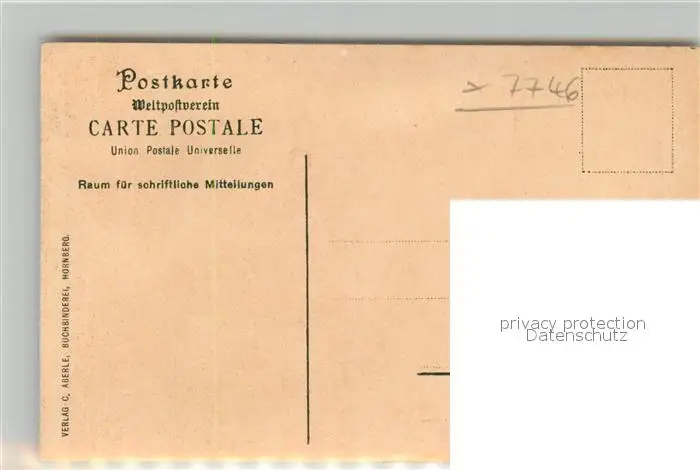 Postkarte
Weltpostverein
CARTE POSTALE
Union Postale Universelle
Raum für schriftliche Mitteilungen
7746
VERLAG C. ABERLE, BUCHBINDEREI, HORNBERG.
privacy protection
Datenschutz